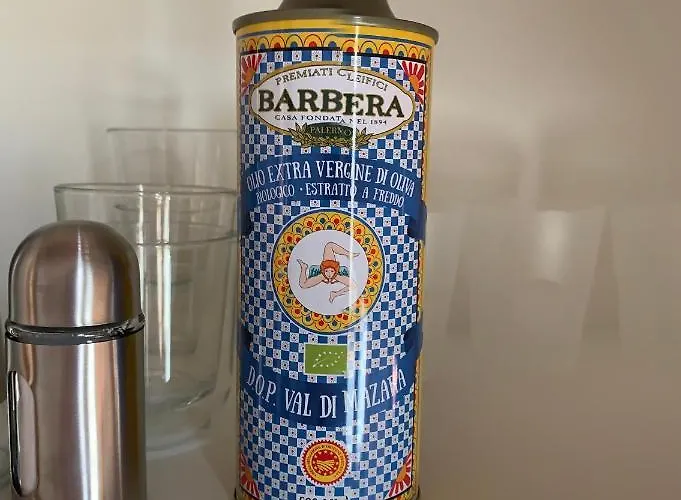 PREMIATI OLEIFICI
BARBERA
CASA FONDATA NEL 1894
PALERMO
OLIO EXTRA VERGINE DI OLIVA
BIOLOGICO • ESTRATTO A FREDDO
D.O.P. VAL DI MAZARA